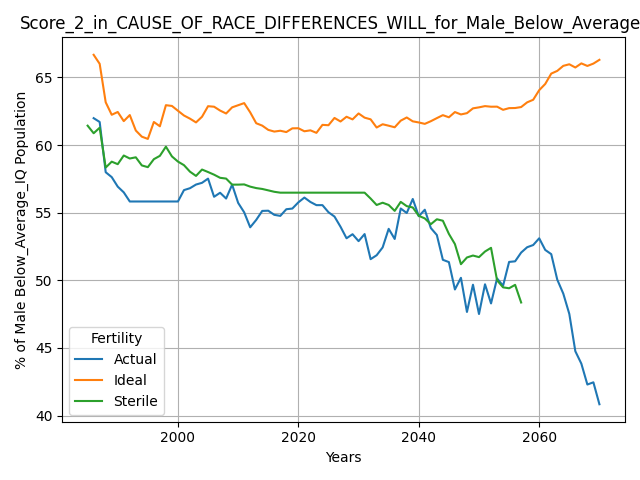 Score_2_in_CAUSE_OF_RACE_DIFFERENCES_WILL_for_Male_Below_Average
% of Male Below_Average_IQ Population
65
60
55
50
45
40
Fertility
Actual
Ideal
Sterile
2000
2020
2040
2060
Years